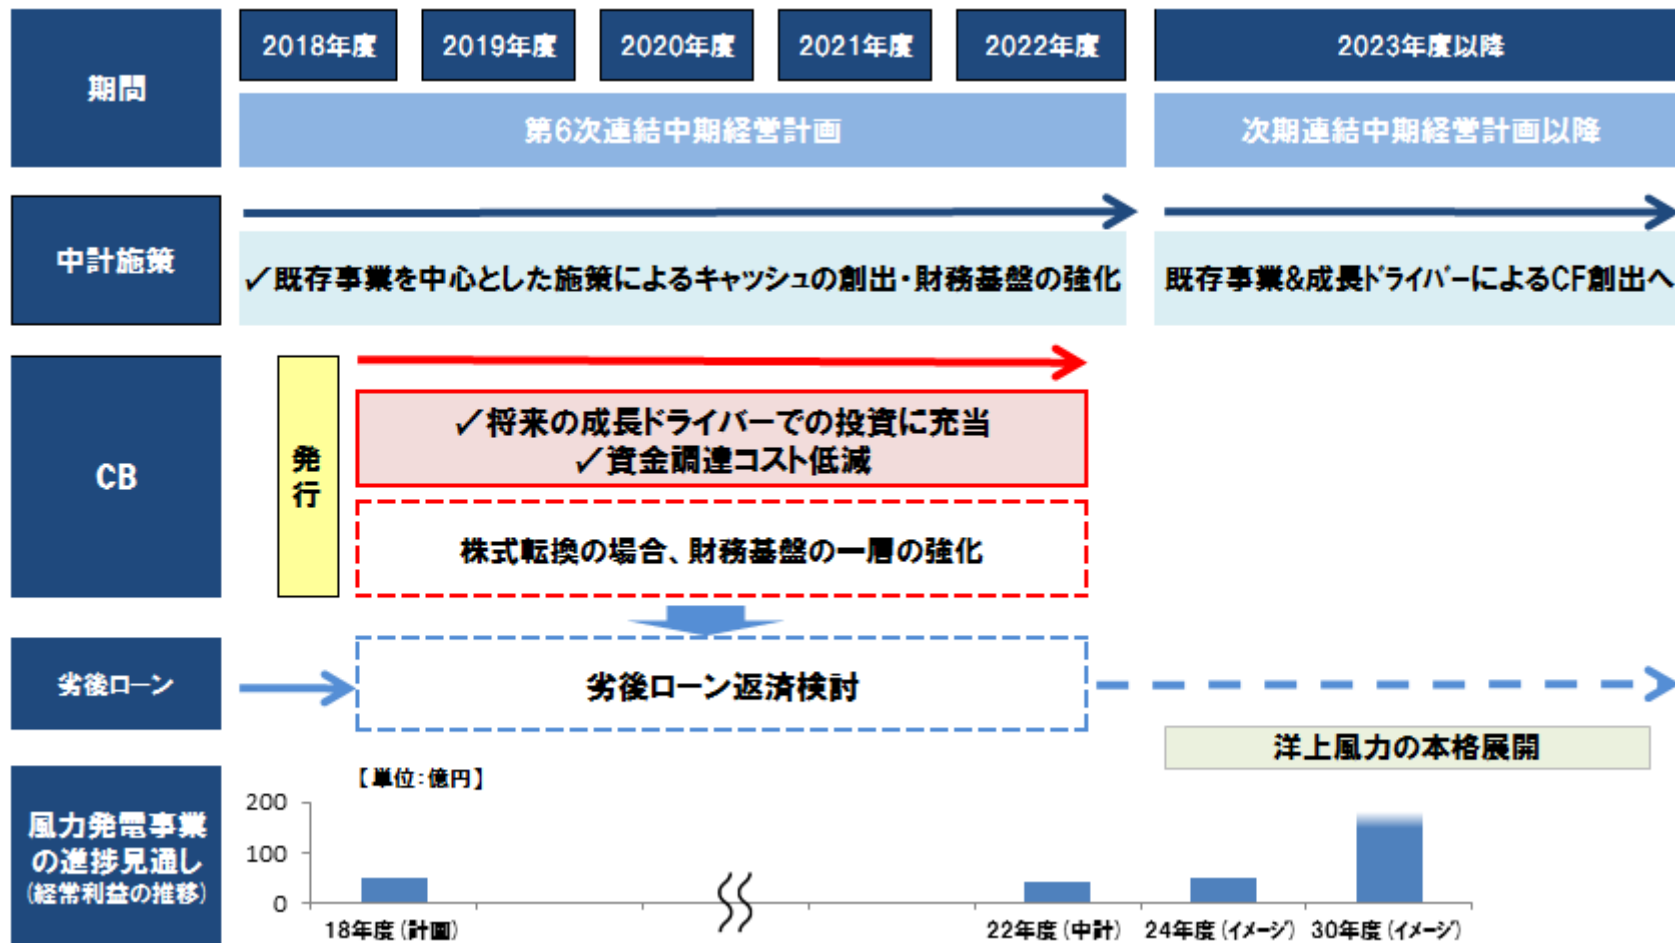 期間
2018年度
2019年度
2020年度
2021年度
2022年度
2023年度以降
第6次連結中期経営計画
次期連結中期経営計画以降
中計施策
✓既存事業を中心とした施策によるキャッシュの創出・財務基盤の強化
既存事業&成長ドライバーによるCF創出へ
CB
発行
✓将来の成長ドライバーでの投資に充当
✓資金調達コスト低減
株式転換の場合、財務基盤の一層の強化
劣後ローン
劣後ローン返済検討
洋上風力の本格展開
風力発電事業
の進捗見通し
(経常利益の推移)
【単位：億円】
200
100
0
18年度(計画)
22年度(中計)
24年度(イメージ)
30年度(イメージ)